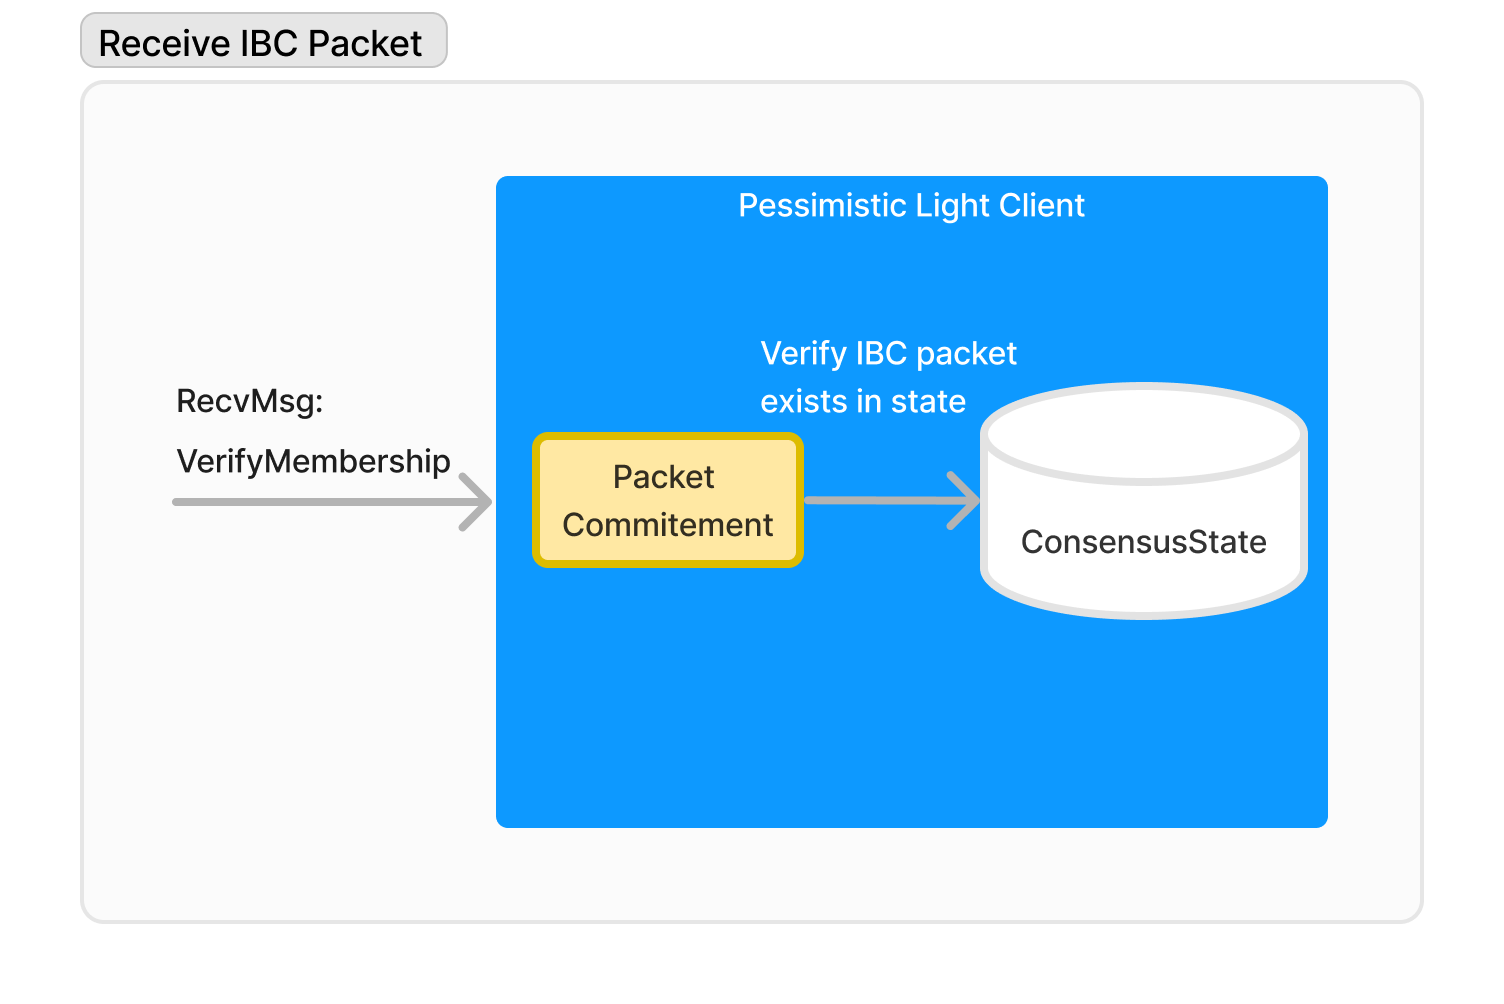 Receive IBC Packet
Pessimistic Light Client
Verify IBC packet
exists in state
RecvMsg:
VerifyMembership
Packet
Commitement
ConsensusState